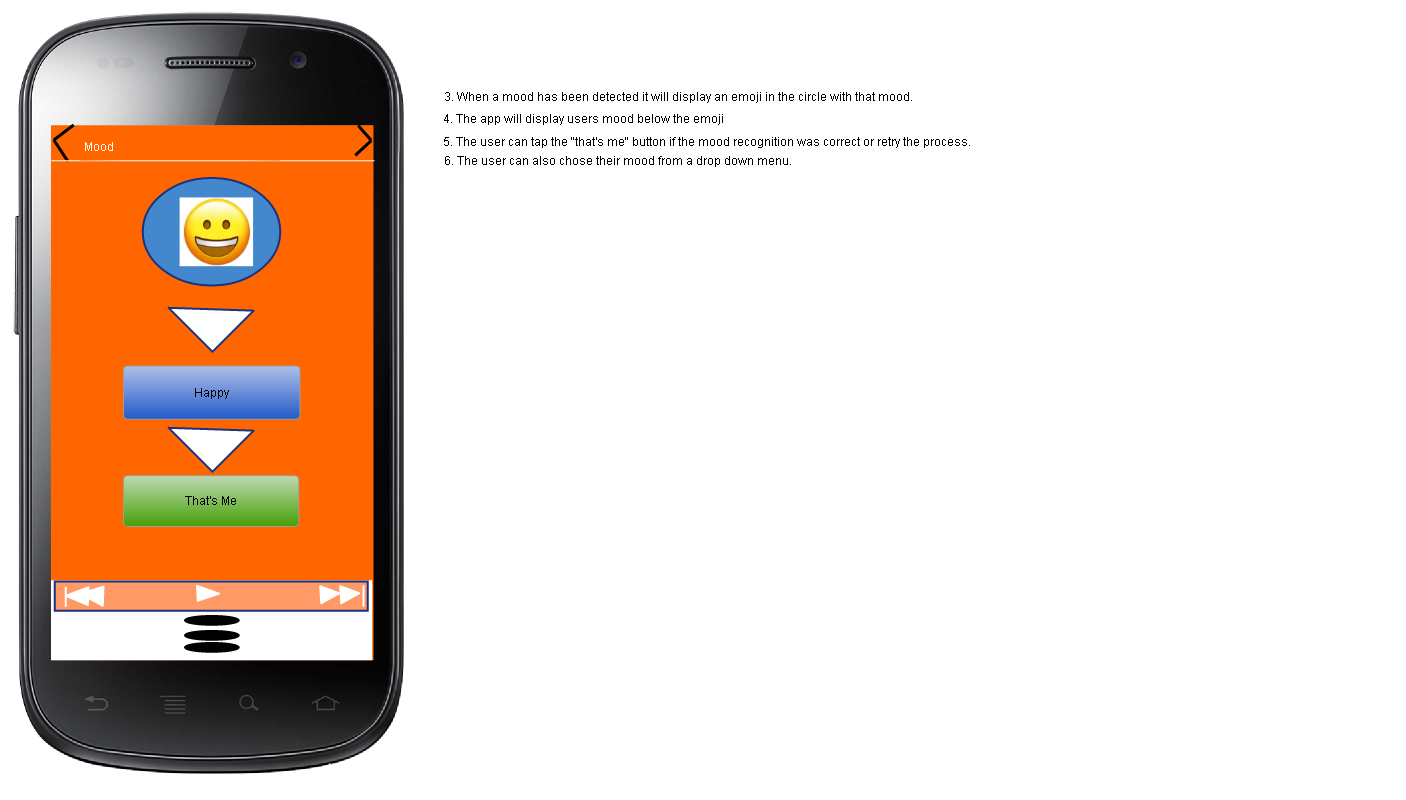 Mood
Happy
That's Me
3. When a mood has been detected it will display an emoji in the circle with that mood.
4. The app will display users mood below the emoji
5. The user can tap the "that's me" button if the mood recognition was correct or retry the process.
6. The user can also chose their mood from a drop down menu.